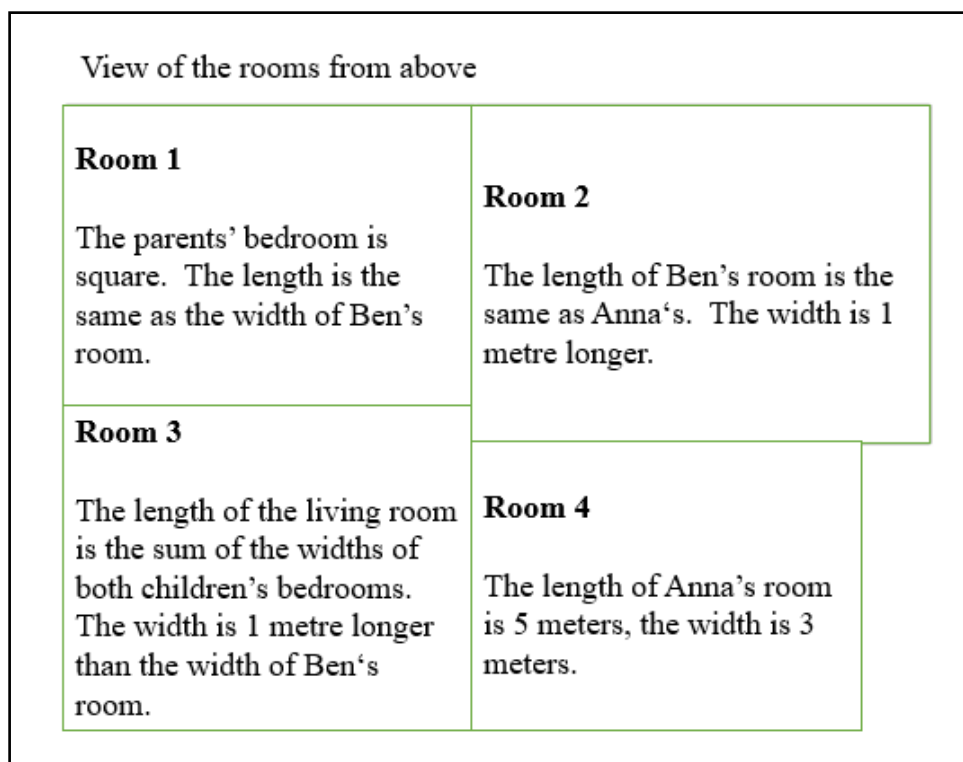 View of the rooms from above
Room 1
The parents’ bedroom is
square.  The length is the
same as the width of Ben’s
room.
Room 2
The length of Ben’s room is the
same as Anna‘s.  The width is 1
metre longer.
Room 3
The length of the living room
is the sum of the widths of
both children’s bedrooms.
The width is 1 metre longer
than the width of Ben‘s
room.
Room 4
The length of Anna’s room
is 5 meters, the width is 3
meters.